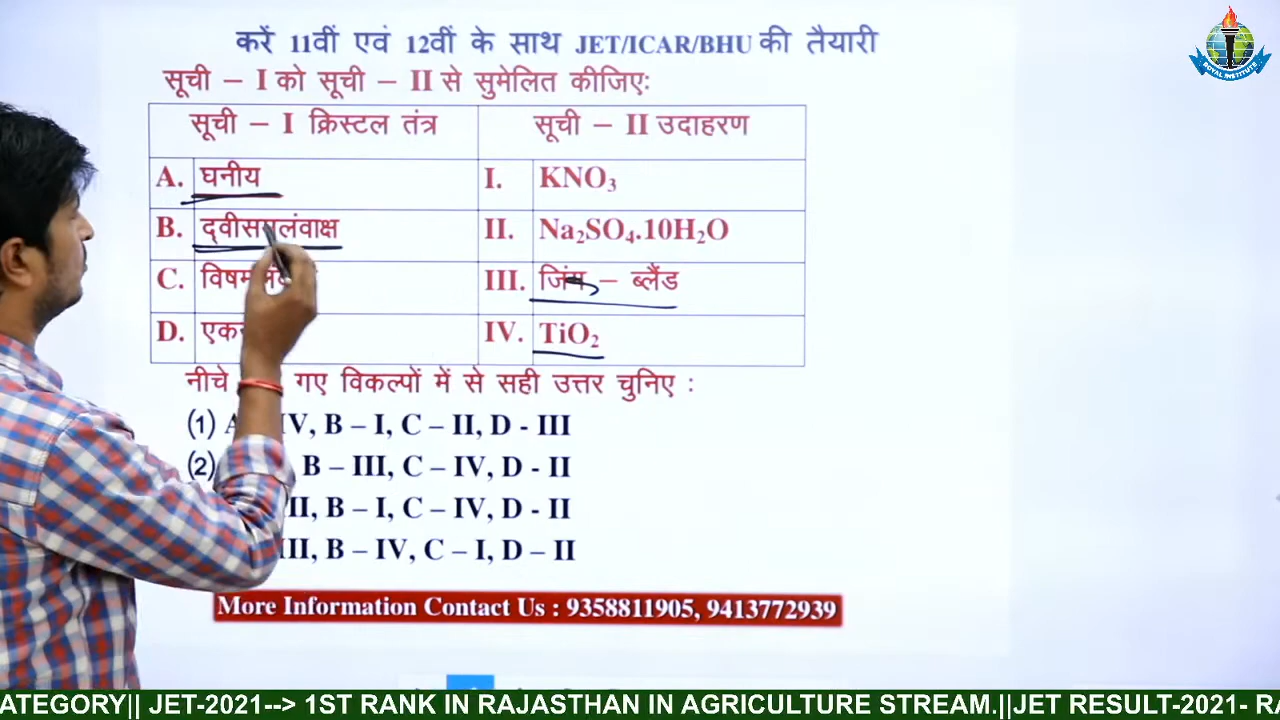 करें 11वीं एवं 12वीं के साथ JET/ICAR/BHU की तैयारी
ROYAL INSTITUTE
सूची – I को सूची – II से सुमेलित कीजिएः
सूची – I क्रिस्टल तंत्र सूची – II उदाहरण
A. घनीय I. KNO₃
B. द्वीसमलंवाक्ष II. Na₂SO₄.10H₂O
C. III. जिंक – ब्लैंड
D. IV. TiO₂
नीचे गए विकल्पों में से सही उत्तर चुनिए :
(1) A IV, B – I, C – II, D - III
(2) B – III, C – IV, D - II
II, B – I, C – IV, D - II
III, B – IV, C – I, D – II
More Information Contact Us : 9358811905, 9413772939
ATEGORY|| JET-2021--> 1ST RANK IN RAJASTHAN IN AGRICULTURE STREAM.||JET RESULT-2021- RA